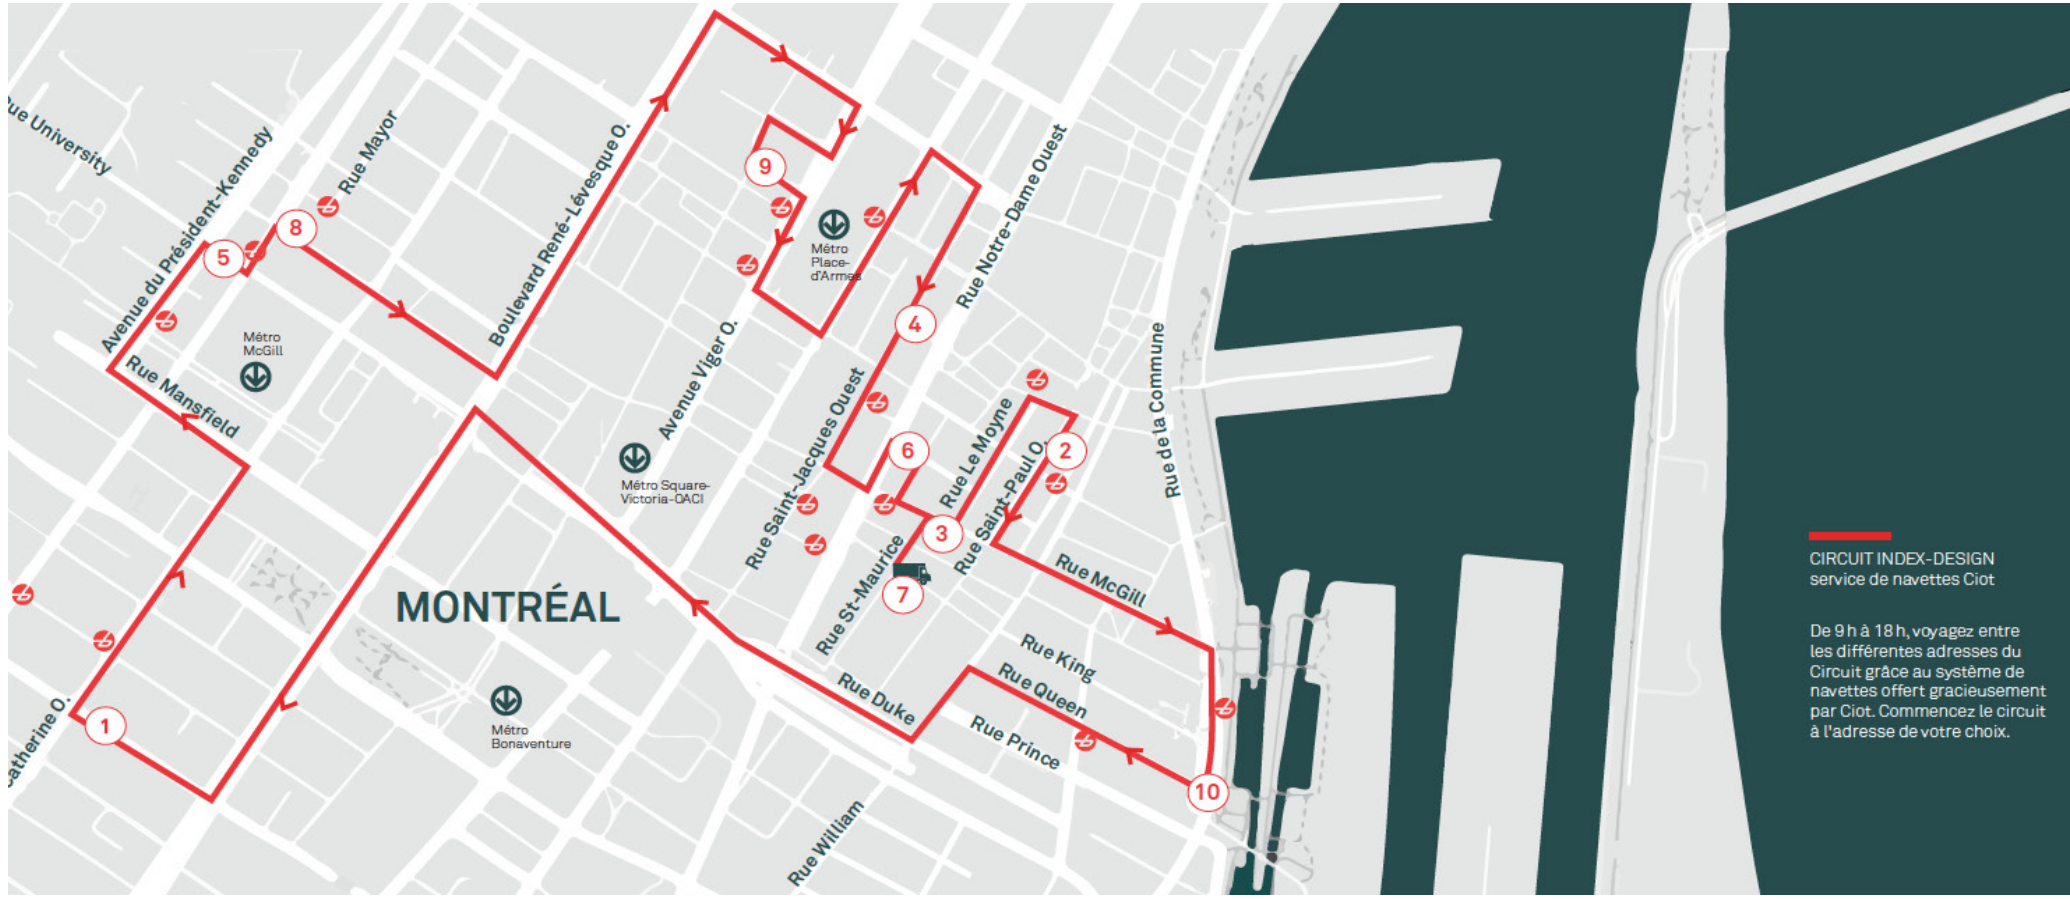 Rue University
Avenue du Président-Kennedy
Rue Mayor
Boulevard René-Lévesque O.
9
Métro
Place-
d'Armes
Rue Notre-Dame Ouest
8
5
4
Métro
McGill
Rue Mansfield
Avenue Viger O.
Rue Saint-Jacques Ouest
Rue de la Commune
6
2
Rue Le Moyne
Rue Saint-Paul O.
Métro Square-
Victoria-OACI
3
7
Rue St-Maurice
Rue McGill
MONTRÉAL
Rue King
Rue Queen
Rue Duke
Rue Prince
1
Métro
Bonaventure
10
Rue William
atherine O.
CIRCUIT INDEX-DESIGN
service de navettes Ciot
De 9 h à 18 h, voyagez entre
les différentes adresses du
Circuit grâce au système de
navettes offert gracieusement
par Ciot. Commencez le circuit
à l'adresse de votre choix.